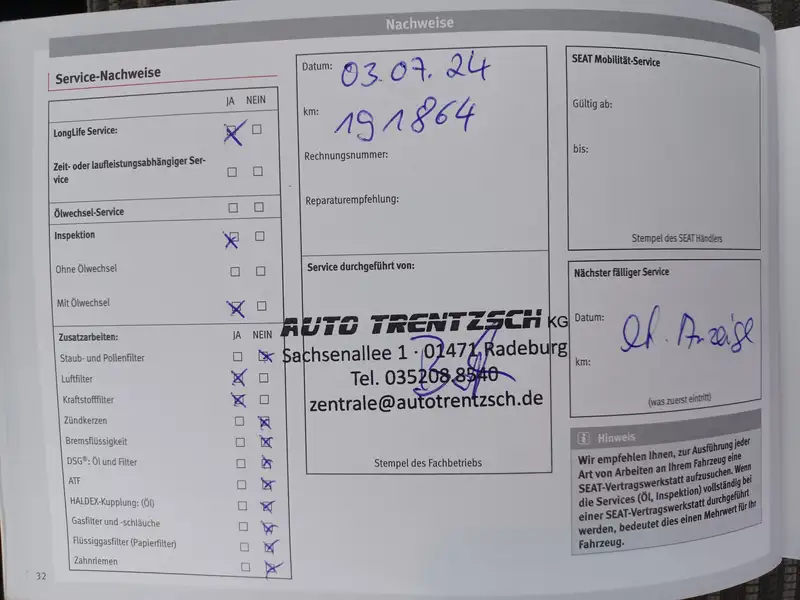 Nachweise
Service-Nachweise
JA NEIN
LongLife Service:
Zeit- oder laufleistungsabhängiger Ser-
vice
Ölwechsel-Service
Inspektion
Ohne Ölwechsel
Mit Ölwechsel
Zusatzarbeiten: JA NEIN
Staub- und Pollenfilter
Luftfilter
Kraftstofffilter
Zündkerzen
Bremsflüssigkeit
DSG®: Öl und Filter
ATF
HALDEX-Kupplung: (Öl)
Gasfilter und -schläuche
Flüssiggasfilter (Papierfilter)
Zahnriemen
32
Datum: 03.07.24
km: 191864
Rechnungsnummer:
Reparaturempfehlung:
Service durchgeführt von:
AUTO TRENTZSCH KG
Sachsenallee 1 · 01471 Radeburg
Tel. 035208 8540
zentrale@autotrentzsch.de
Stempel des Fachbetriebs
SEAT Mobilität-Service
Gültig ab:
bis:
Stempel des SEAT Händlers
Nächster fälliger Service
Datum:
lt. Anzeige
km:
(was zuerst eintritt)
i Hinweis
Wir empfehlen Ihnen, zur Ausführung jeder
Art von Arbeiten an Ihrem Fahrzeug eine
SEAT-Vertragswerkstatt aufzusuchen. Wenn
die Services (Öl, Inspektion) vollständig bei
einer SEAT-Vertragswerkstatt durchgeführt
werden, bedeutet dies einen Mehrwert für Ihr
Fahrzeug.